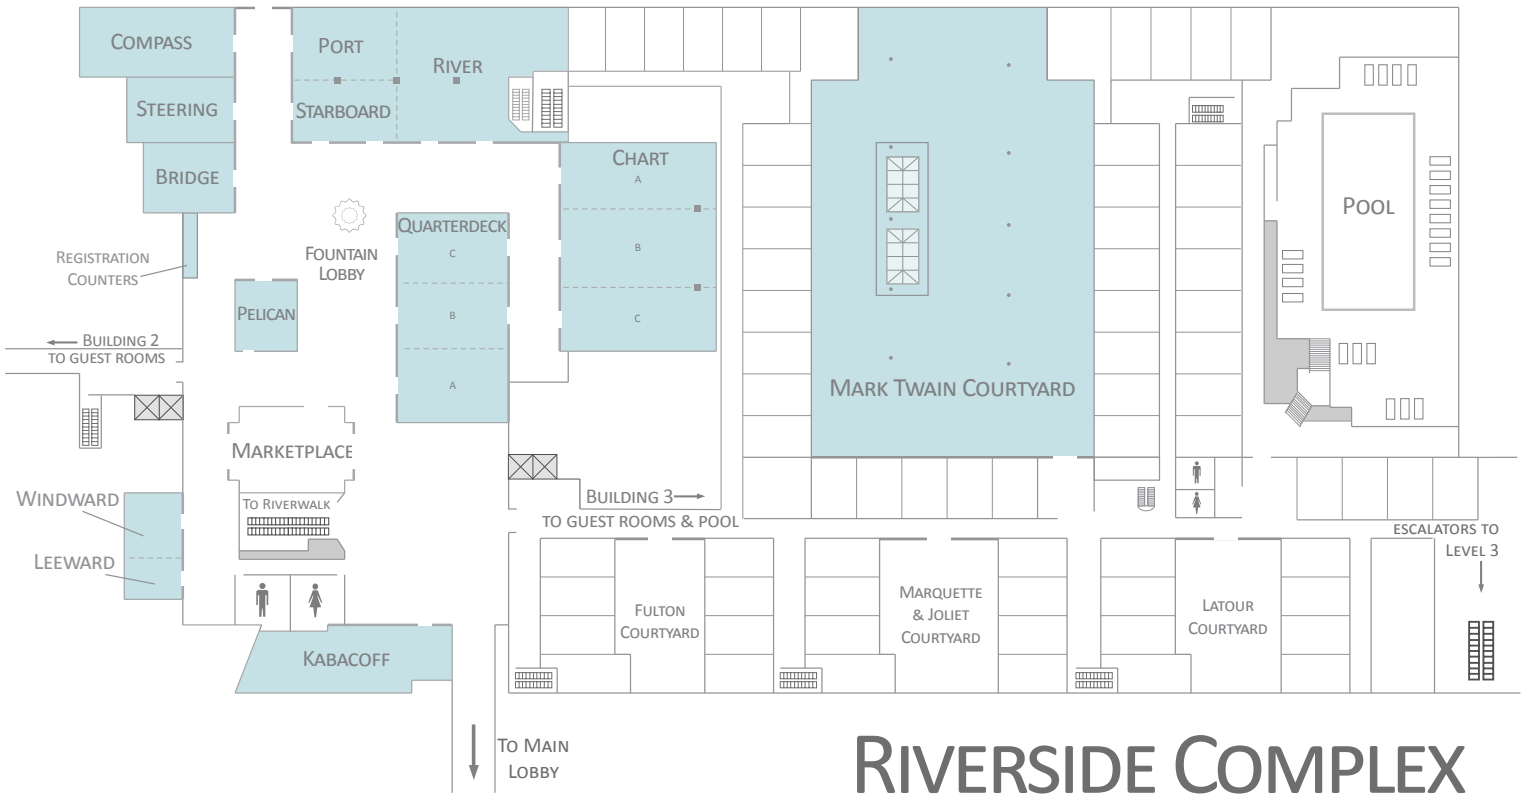 COMPASS
PORT
RIVER
STEERING
STARBOARD
BRIDGE
CHART
A
B
C
QUARTERDECK
C
B
A
FOUNTAIN
LOBBY
REGISTRATION
COUNTERS
PELICAN
BUILDING 2
TO GUEST ROOMS
MARKETPLACE
TO RIVERWALK
WINDWARD
LEEWARD
KABACOFF
TO MAIN
LOBBY
BUILDING 3
TO GUEST ROOMS & POOL
MARK TWAIN COURTYARD
POOL
FULTON
COURTYARD
MARQUETTE
& JOLIET
COURTYARD
LATOUR
COURTYARD
ESCALATORS TO
LEVEL 3
RIVERSIDE COMPLEX